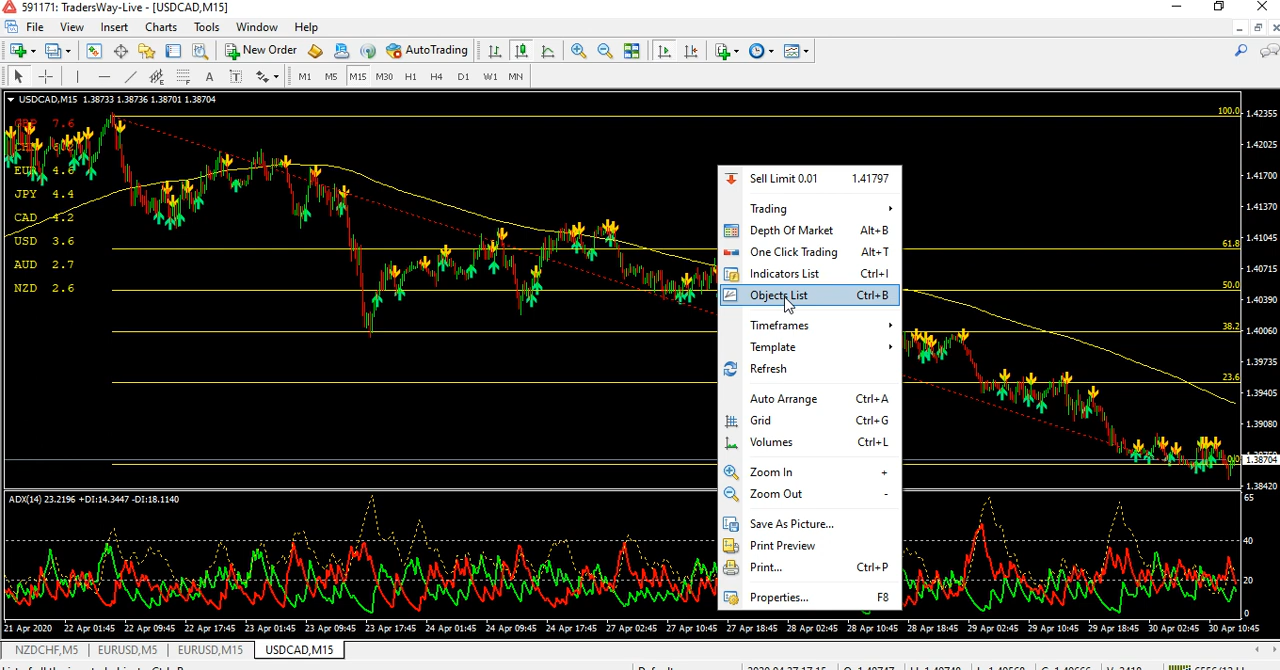 591171: TradersWay-Live - [USDCAD,M15]
File View Insert Charts Tools Window Help
New Order AutoTrading
M1 M5 M15 M30 H1 H4 D1 W1 MN
USDCAD,M15 1.38733 1.38736 1.38701 1.38704
GBP 7.6
EUR 4.6
JPY 4.4
CAD 4.2
USD 3.6
AUD 2.7
NZD 2.6
Sell Limit 0.01 1.41797
Trading
Depth Of Market Alt+B
One Click Trading Alt+T
Indicators List Ctrl+I
Objects List Ctrl+B
Timeframes
Template
Refresh
Auto Arrange Ctrl+A
Grid Ctrl+G
Volumes Ctrl+L
Zoom In +
Zoom Out -
Save As Picture...
Print Preview
Print... Ctrl+P
Properties... F8
100.0
61.8
50.0
38.2
23.6
0.0
1.42355
1.42025
1.41700
1.41370
1.41045
1.40715
1.40390
1.40060
1.39735
1.39405
1.39080
1.38704
1.38420
ADX(14) 23.2196 +DI:14.3447 -DI:18.1140
65
40
20
0
21 Apr 2020 22 Apr 01:45 22 Apr 09:45 22 Apr 17:45 23 Apr 01:45 23 Apr 09:45 23 Apr 17:45 24 Apr 01:45 24 Apr 09:45 24 Apr 17:45 27 Apr 02:45 27 Apr 10:45 27 Apr 18:45 28 Apr 02:45 28 Apr 10:45 28 Apr 18:45 29 Apr 02:45 29 Apr 10:45 29 Apr 18:45 30 Apr 02:45 30 Apr 10:45
NZDCHF,M5 EURUSD,M5 EURUSD,M15 USDCAD,M15